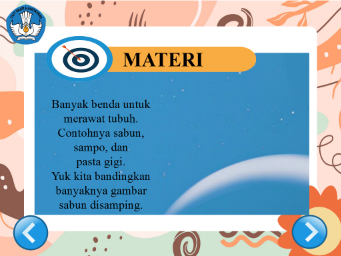 MATERI
Banyak benda untuk
merawat tubuh.
Contohnya sabun,
sampo, dan
pasta gigi.
Yuk kita bandingkan
banyaknya gambar
sabun disamping.